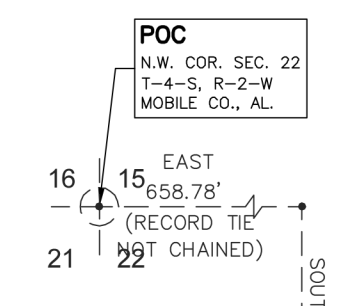 POC
N.W. COR. SEC. 22
T-4-S, R-2-W
MOBILE CO., AL.
EAST
16
15
658.78'
(RECORD TIE
NOT CHAINED)
21
22
SOUT